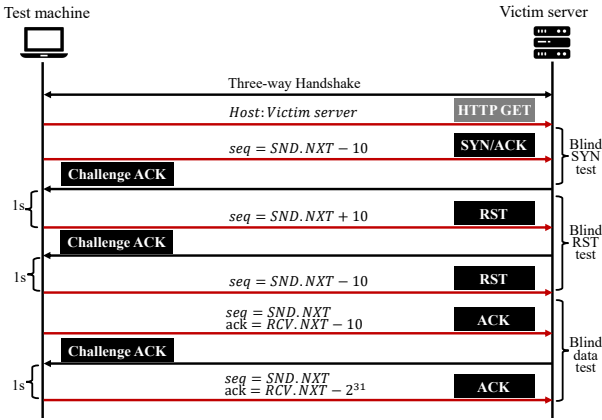 Test machine
Victim server
Three-way Handshake
Host: Victim server
HTTP GET
seq = SND.NXT − 10
SYN/ACK
Blind
SYN
test
Challenge ACK
1s
seq = SND.NXT + 10
RST
Blind
RST
test
Challenge ACK
1s
seq = SND.NXT − 10
RST
seq = SND.NXT
ack = RCV.NXT − 10
ACK
Blind
data
test
Challenge ACK
1s
seq = SND.NXT
ack = RCV.NXT − 2³¹
ACK